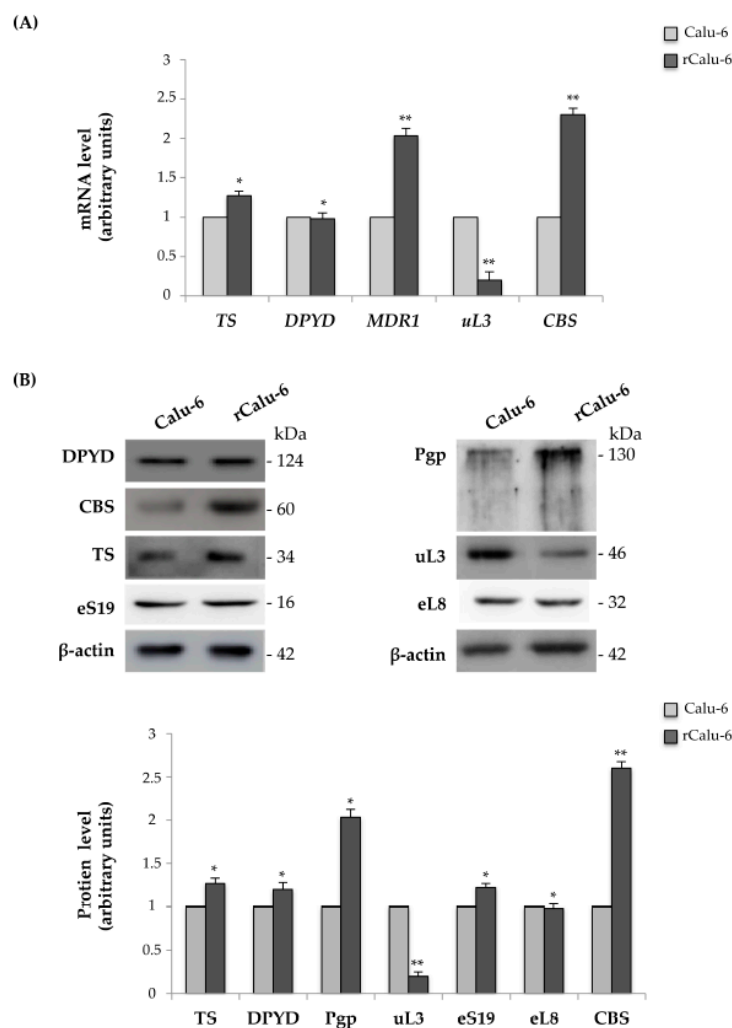 (A)
Calu-6
rCalu-6
mRNA level
(arbitrary units)
3
2.5
2
1.5
1
0.5
0
*
*
**
**
**
TS
DPYD
MDR1
uL3
CBS
(B)
Calu-6
rCalu-6
kDa
DPYD
- 124
CBS
- 60
TS
- 34
eS19
- 16
β-actin
- 42
Calu-6
rCalu-6
kDa
Pgp
- 130
uL3
- 46
eL8
- 32
β-actin
- 42
Calu-6
rCalu-6
Protien level
(arbitrary units)
3
2.5
2
1.5
1
0.5
0
*
*
*
**
*
*
**
TS
DPYD
Pgp
uL3
eS19
eL8
CBS